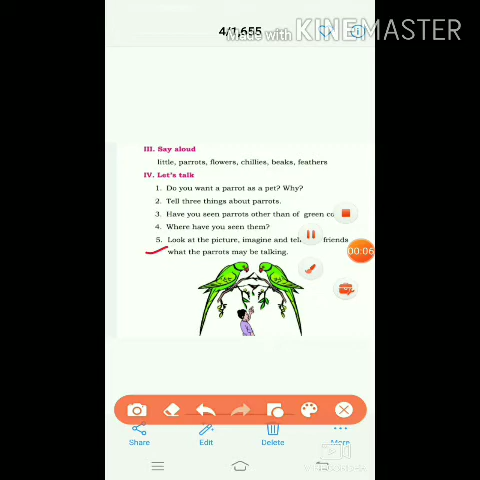 4/1,655
Made with KINEMASTER
III. Say aloud
little, parrots, flowers, chillies, beaks, feathers
IV. Let's talk
1. Do you want a parrot as a pet? Why?
2. Tell three things about parrots.
3. Have you seen parrots other than of green
4. Where have you seen them?
5. Look at the picture, imagine and friends
00:06
what the parrots may be talking.
Share
Edit
Delete
More